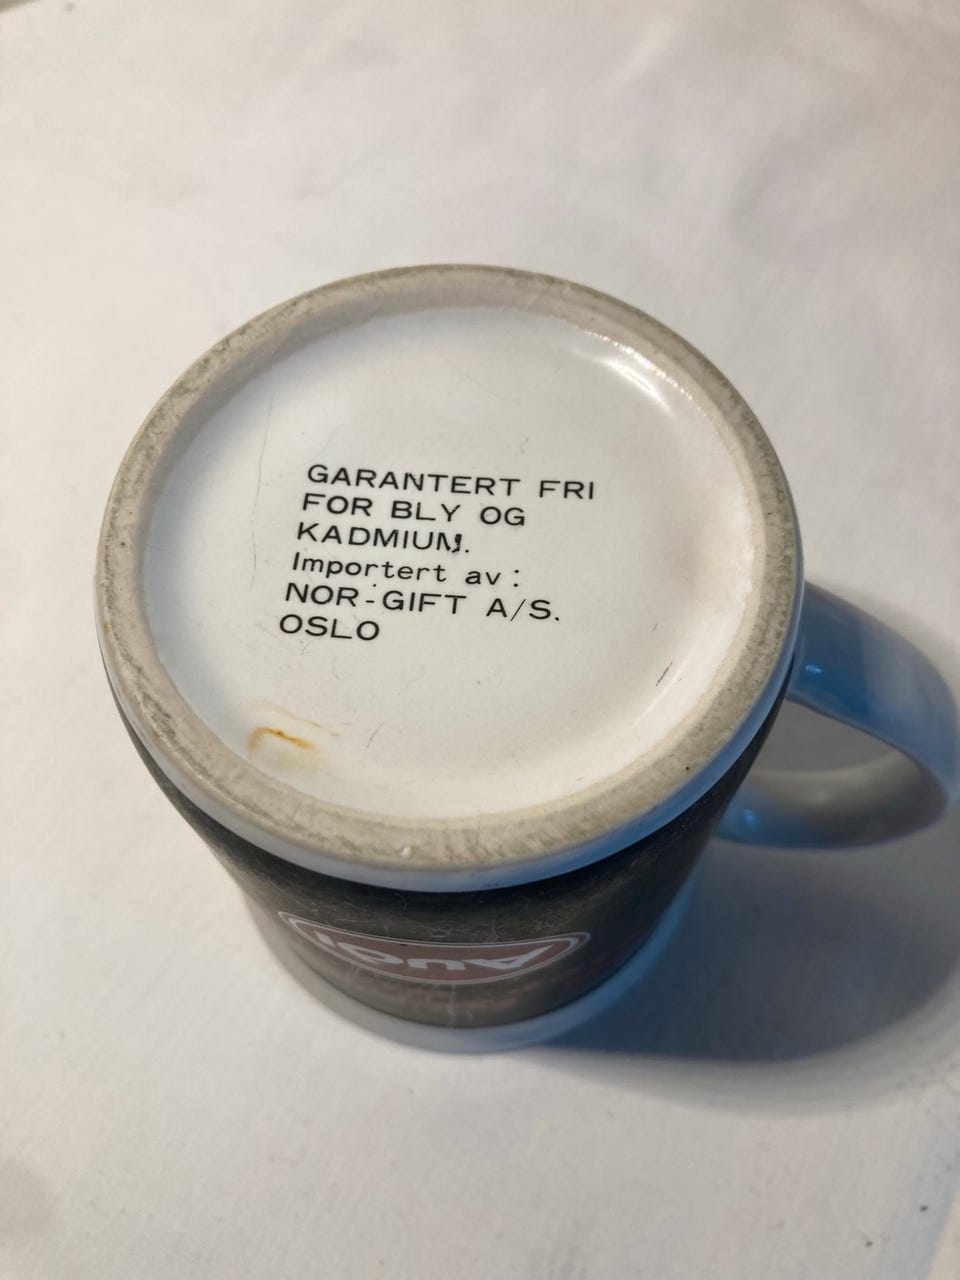 GARANTERT FRI
FOR BLY OG
KADMIUM.
Importert av:
NOR-GIFT A/S.
OSLO
AUDI